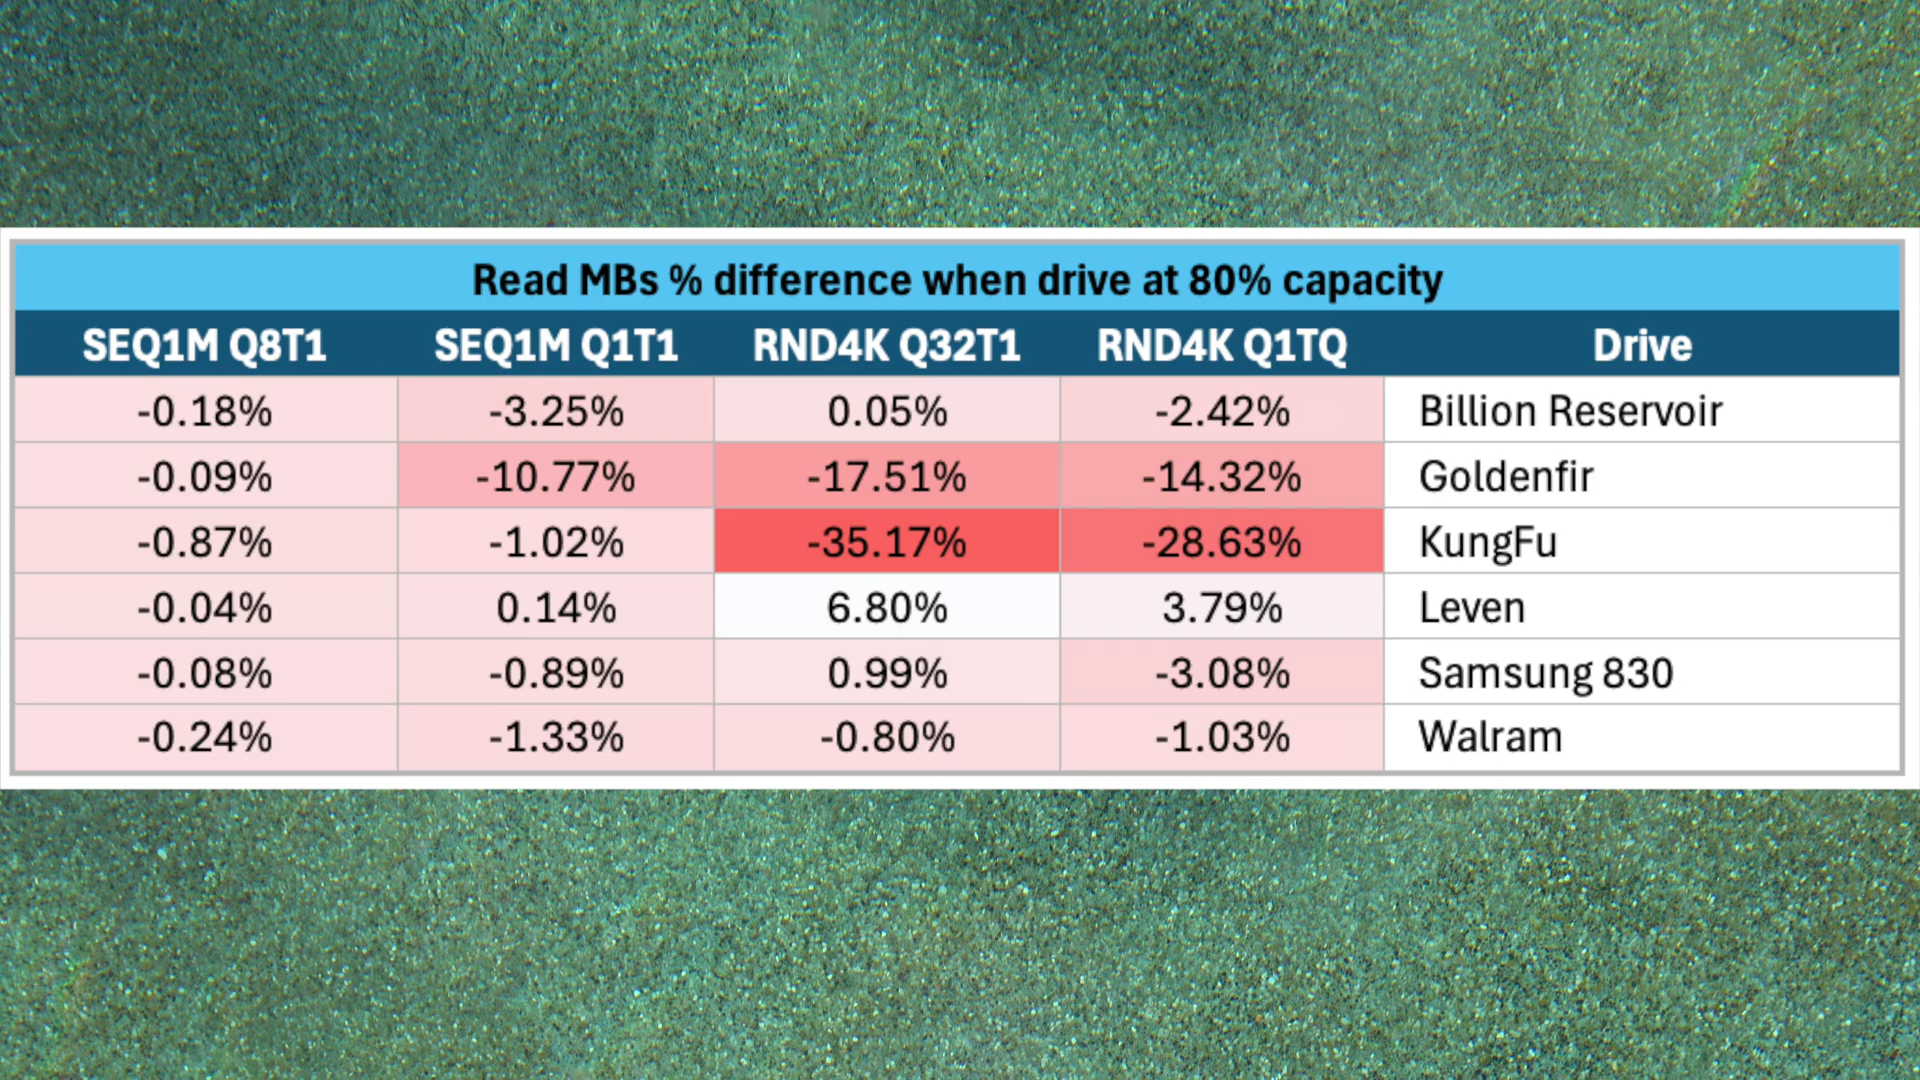 Read MBs % difference when drive at 80% capacity
SEQ1M Q8T1 SEQ1M Q1T1 RND4K Q32T1 RND4K Q1TQ Drive
-0.18% -3.25% 0.05% -2.42% Billion Reservoir
-0.09% -10.77% -17.51% -14.32% Goldenfir
-0.87% -1.02% -35.17% -28.63% KungFu
-0.04% 0.14% 6.80% 3.79% Leven
-0.08% -0.89% 0.99% -3.08% Samsung 830
-0.24% -1.33% -0.80% -1.03% Walram